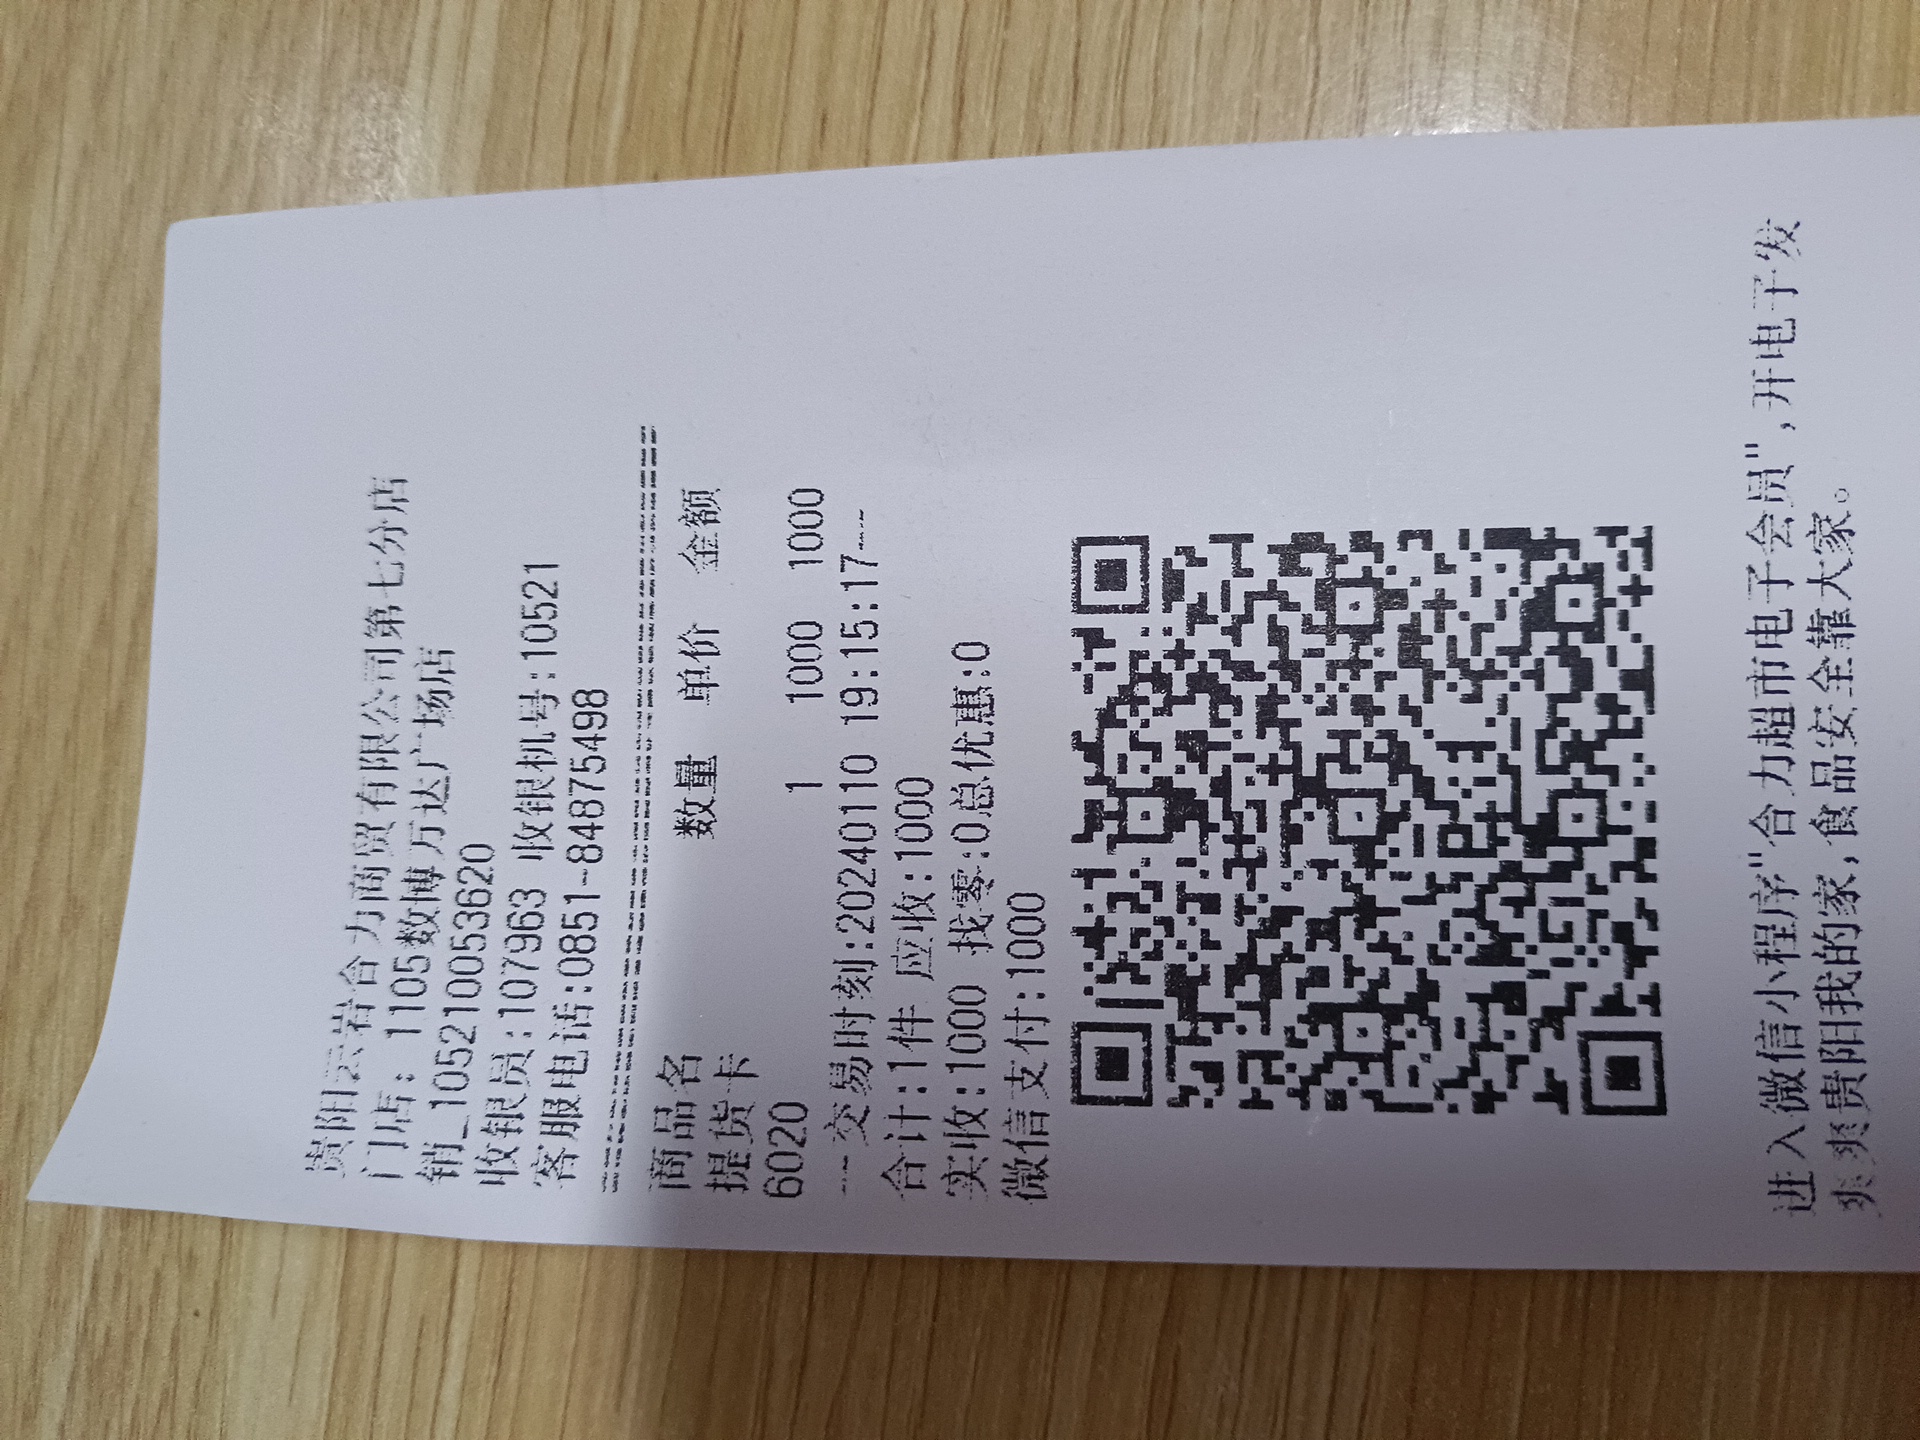 贵阳云岩合力商贸有限公司第七分店
门店: 1105数博万达广场店
销_105210053620
收银员:107963 收银机号:10521
客服电话:0851-84875498
商品名 数量 单价 金额
提货卡
6020 1 1000 1000
--交易时刻:20240110 19:15:17--
合计:1件 应收:1000
实收:1000 找零:0总优惠:0
微信支付:1000
进入微信小程序"合力超市电子会员",开电子发
爽爽贵阳我的家,食品安全靠大家。